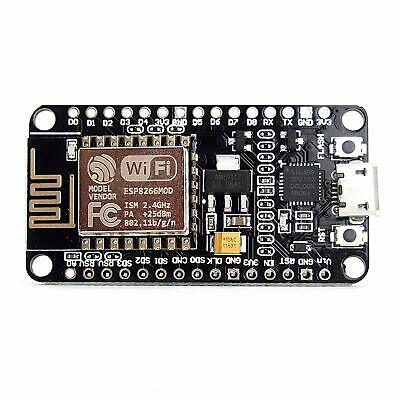 D0 D1 D2 D3 D4 3V3 GND D5 D6 D7 D8 RX TX GND 3V3
WiFi
MODEL ESP8266MOD
VENDOR
FC ISM 2.4GHz
PA +25dBm
802.11b/g/n
FLASH
RST
A0 RSV RSV SD3 SD2 SD1 CMD SD0 CLK GND 3V3 EN RST GND Vin